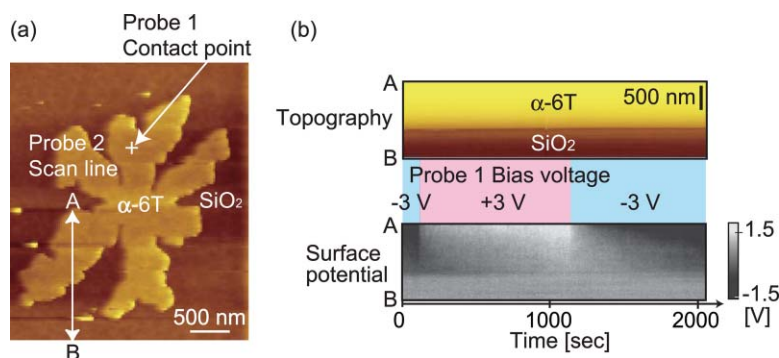 (a)
Probe 1
Contact point
Probe 2
Scan line
A
α-6T
SiO2
500 nm
B
(b)
A
α-6T
500 nm
Topography
SiO2
B
Probe 1 Bias voltage
-3 V
+3 V
-3 V
A
1.5
Surface
potential
B
-1.5
[V]
0
1000
2000
Time [sec]